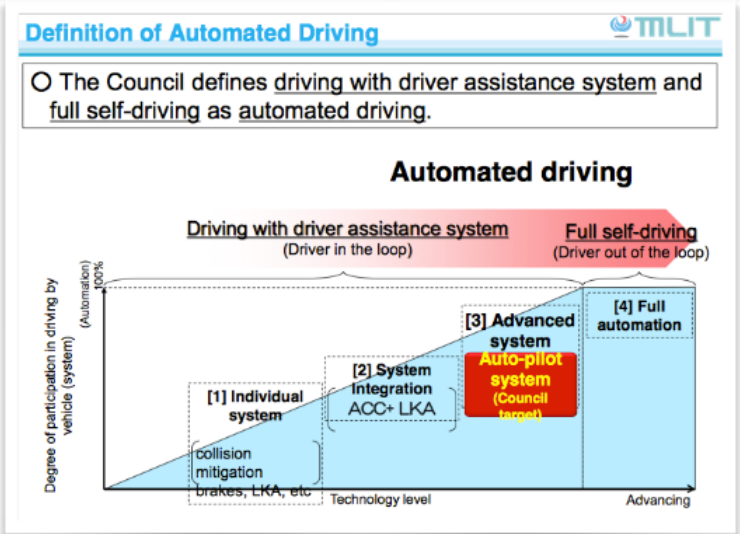 Definition of Automated Driving
MLIT
The Council defines driving with driver assistance system and
full self-driving as automated driving.
Automated driving
Driving with driver assistance system
(Driver in the loop)
Full self-driving
(Driver out of the loop)
Degree of participation in driving by
vehicle (system)
(Automation)
100%
[1] Individual
system
collision
mitigation
brakes, LKA, etc
[2] System
Integration
ACC+ LKA
[3] Advanced
system
Auto-pilot
system
(Council
target)
[4] Full
automation
Technology level
Advancing